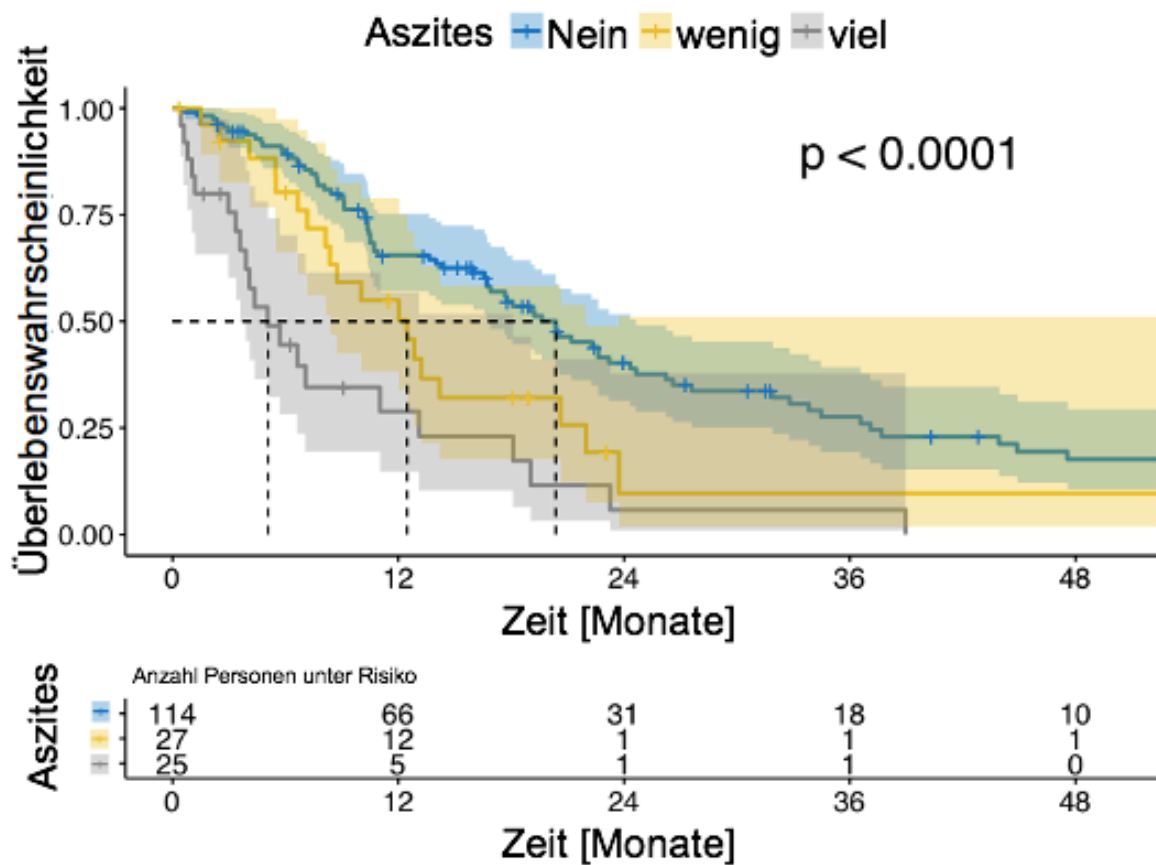 Aszites Nein wenig viel
Überlebenswahrscheinlichkeit
1.00
0.75
0.50
0.25
0.00
p < 0.0001
0 12 24 36 48
Zeit [Monate]
Anzahl Personen unter Risiko
Aszites
114 66 31 18 10
27 12 1 1 1
25 5 1 1 0
0 12 24 36 48
Zeit [Monate]